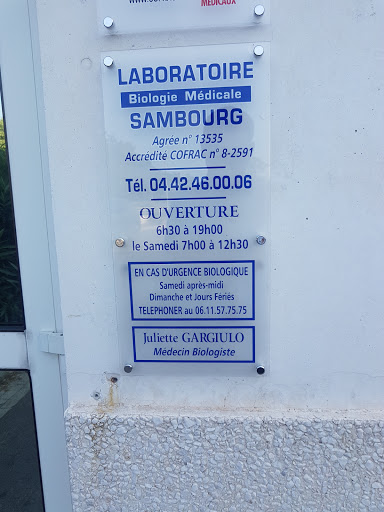 MÉDICAUX
LABORATOIRE
Biologie Médicale
SAMBOURG
Agrée n° 13535
Accrédité COFRAC n° 8-2591
Tél. 04.42.46.00.06
OUVERTURE
6h30 à 19h00
le Samedi 7h00 à 12h30
EN CAS D'URGENCE BIOLOGIQUE
Samedi après-midi
Dimanche et Jours Feriés
TELEPHONER au 06.11.57.75.75
Juliette GARGIULO
Médecin Biologiste